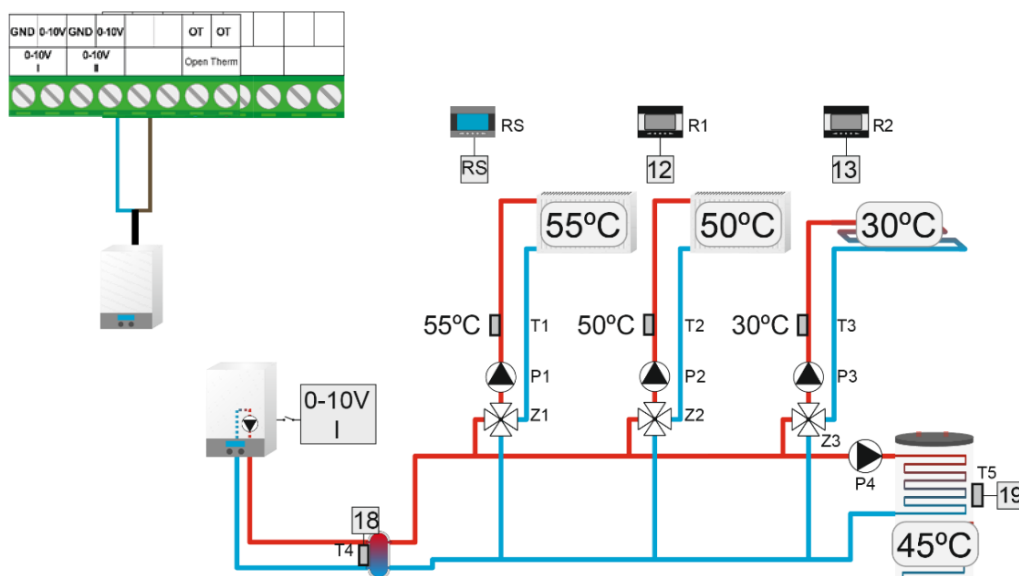 GND 0-10V GND 0-10V OT OT
0-10V 0-10V Open Therm
I II
RS R1 R2
RS 12 13
55ºC 50ºC 30ºC
55ºC T1 50ºC T2 30ºC T3
P1 P2 P3
0-10V
I
Z1 Z2 Z3
P4 T5
19
18
T4
45ºC